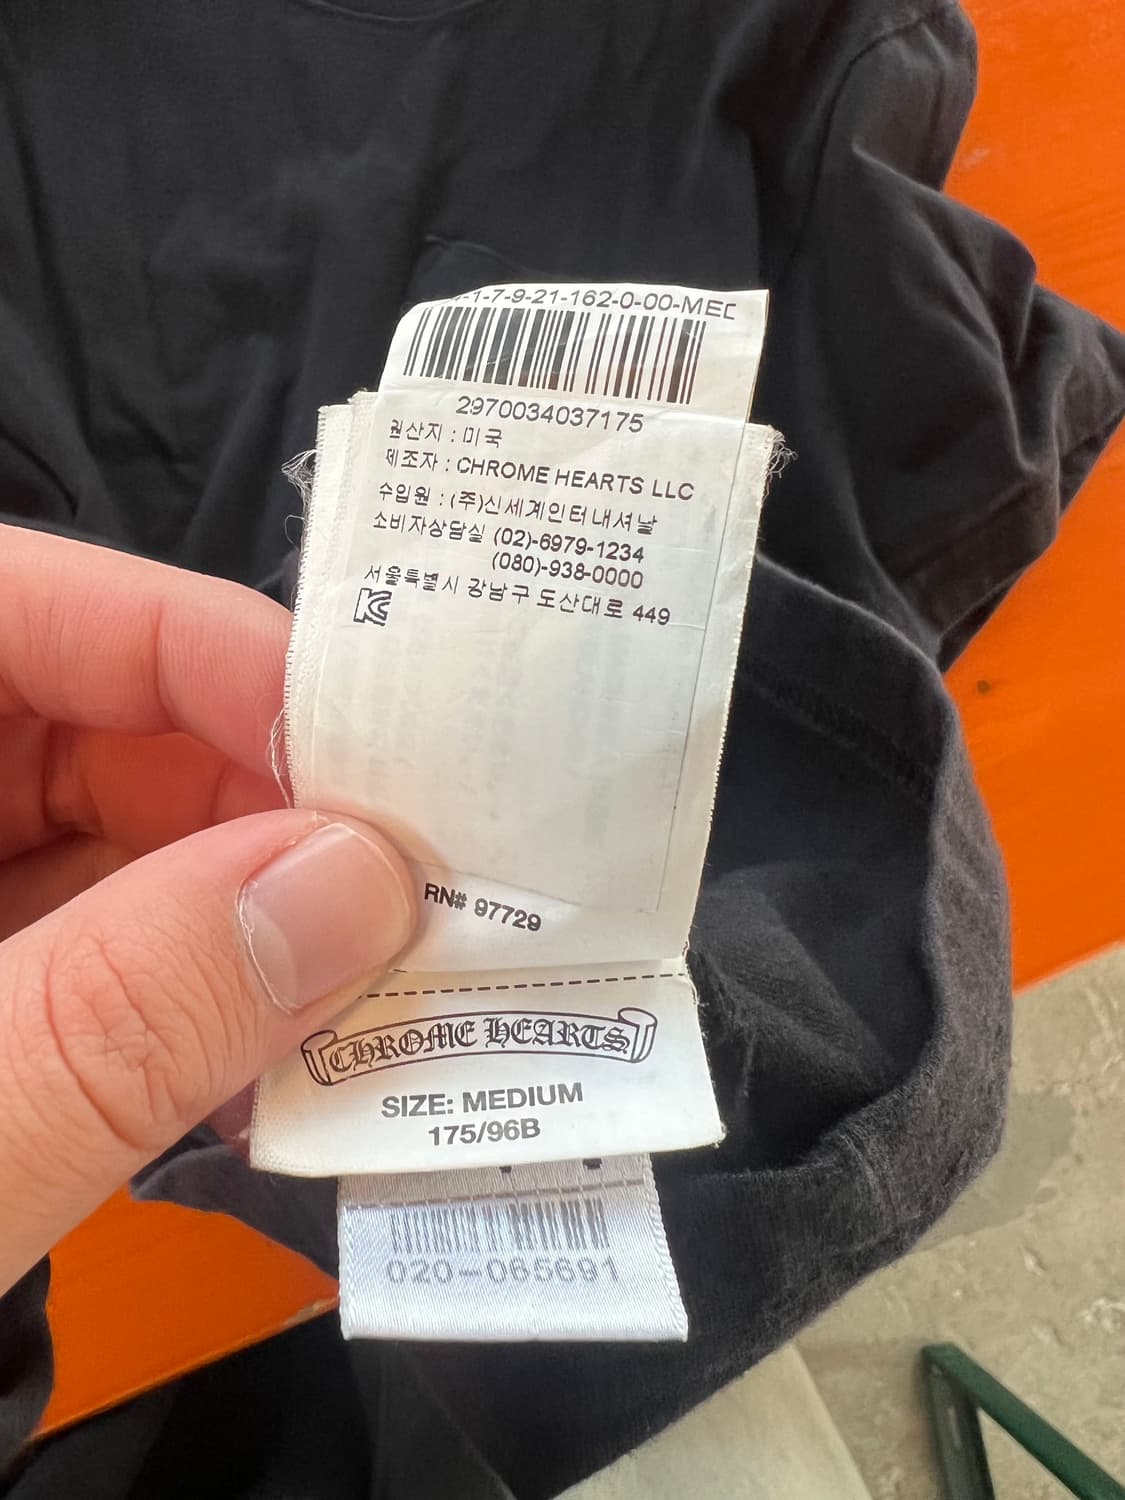 -1-7-9-21-162-0-00-MED
2970034037175
원산지 : 미국
제조자 : CHROME HEARTS LLC
수입원 : (주)신세계인터내셔날
소비자상담실 (02)-6979-1234
(080)-938-0000
서울특별시 강남구 도산대로 449
RN# 97729
CHROME HEARTS
SIZE: MEDIUM
175/96B
020-065691